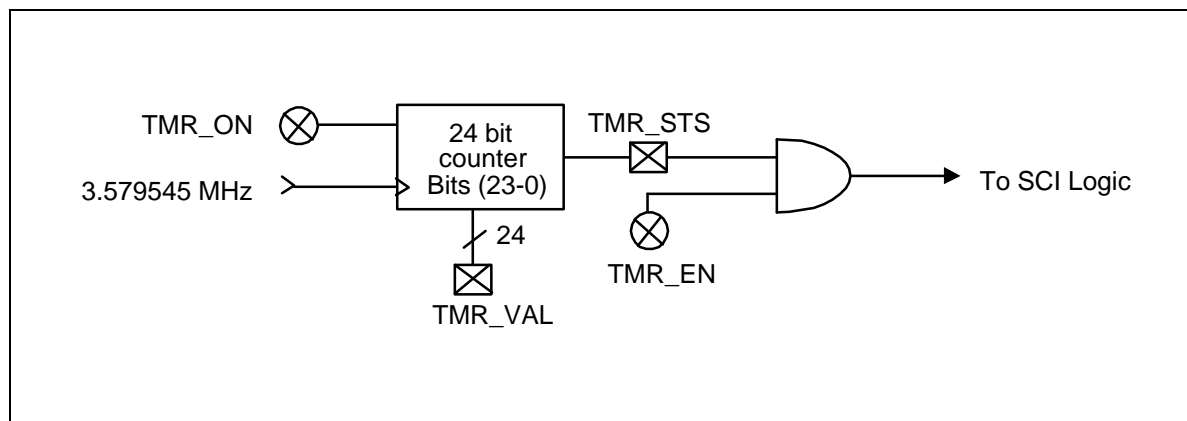 TMR_ON
3.579545 MHz
24 bit
counter
Bits (23-0)
24
TMR_VAL
TMR_STS
TMR_EN
To SCI Logic